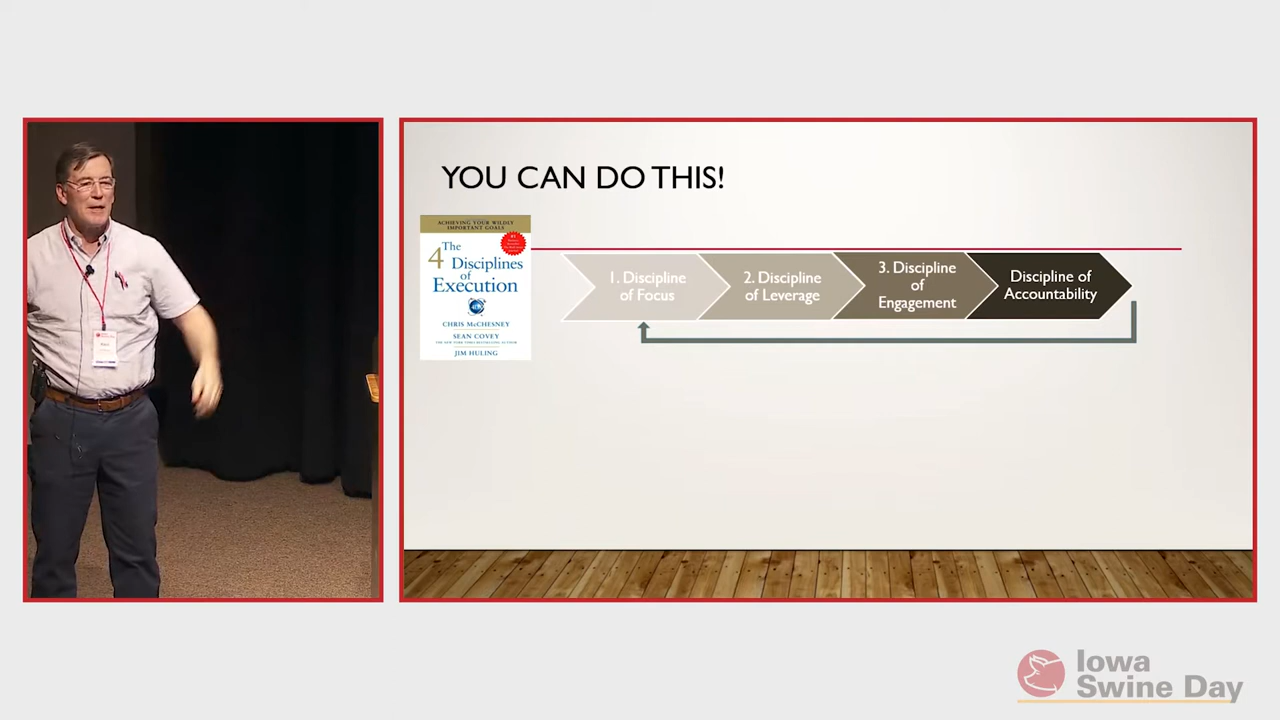 YOU CAN DO THIS!
ACHIEVING YOUR WILDLY
IMPORTANT GOALS
The
4 Disciplines
of
Execution
CHRIS McCHESNEY
SEAN COVEY
JIM HULING
1. Discipline
of Focus
2. Discipline
of Leverage
3. Discipline
of
Engagement
Discipline of
Accountability
Iowa
Swine Day